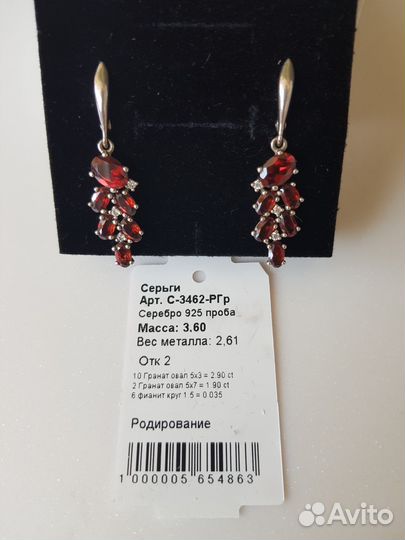 Серьги
Арт. С-3462-РГр
Серебро 925 проба
Масса: 3.60
Вес металла: 2,61
Отк 2
10 Гранат овал 5х3 = 2.90 ct
2 Гранат овал 5х7 = 1.90 ct
6 фианит круг 1 5 = 0.035
Родирование
1 000005 654863
Avito